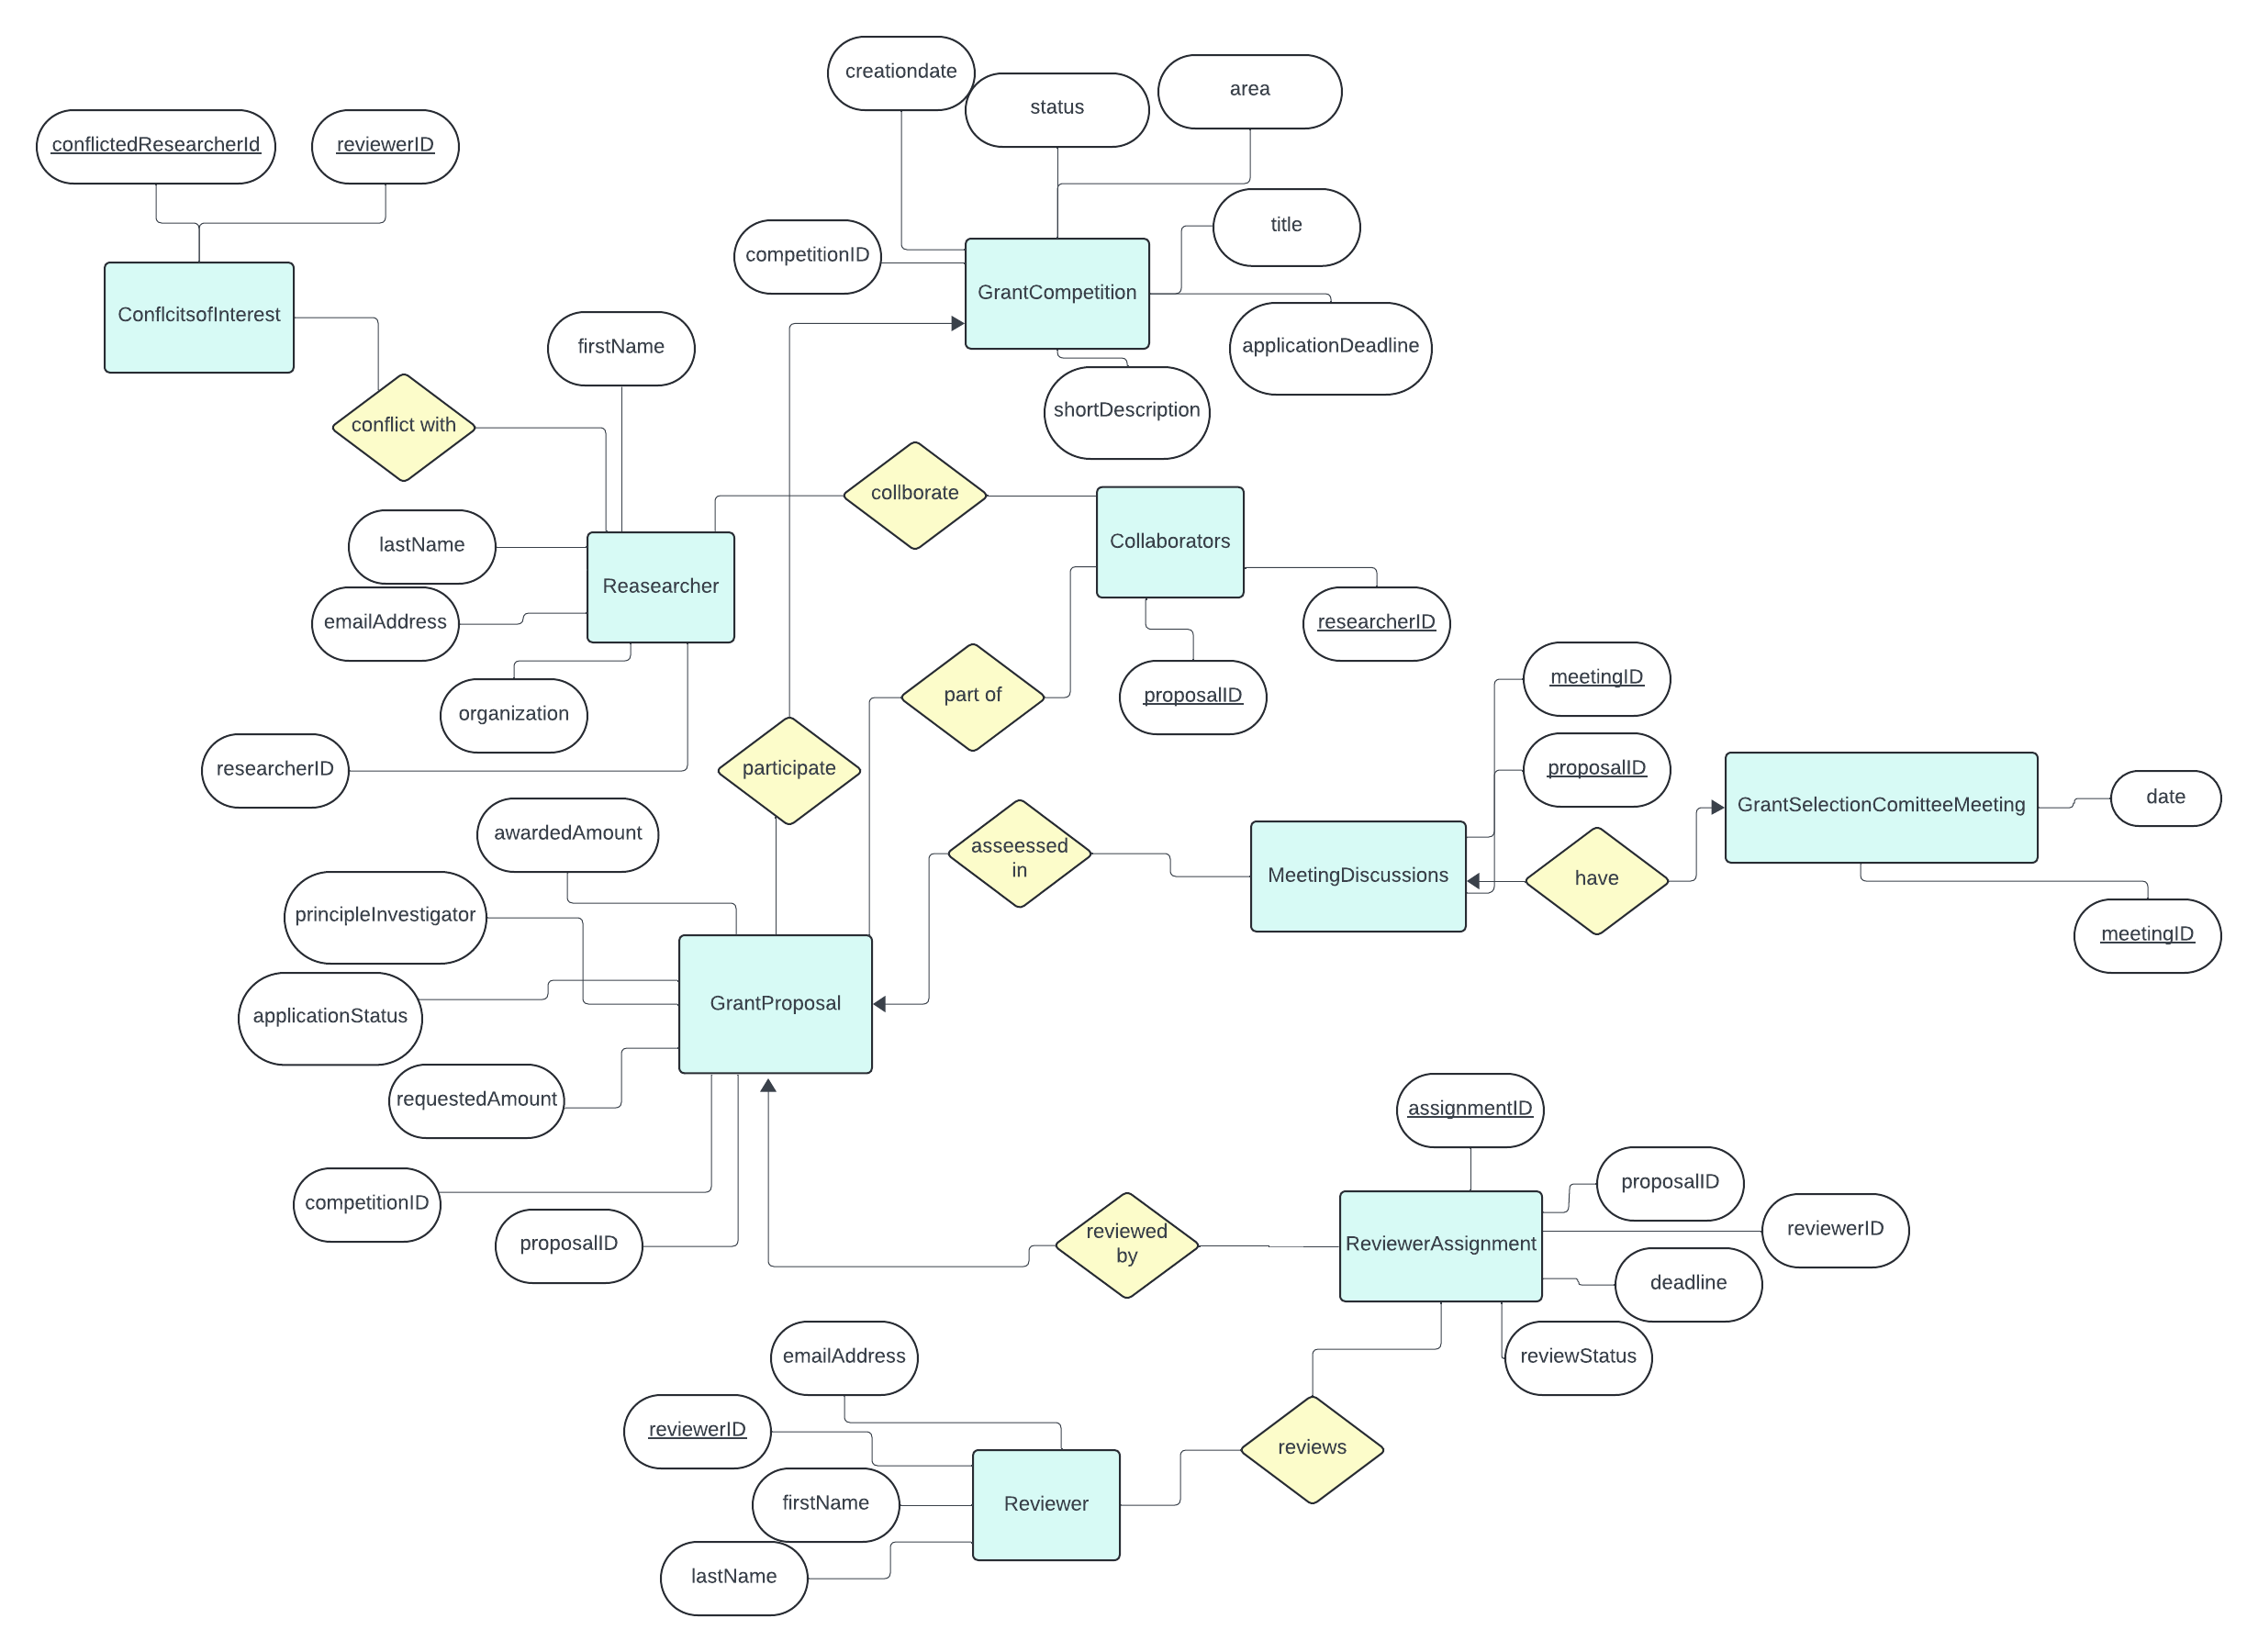 creationdate
status
area
conflictedResearcherId
reviewerID
title
competitionID
GrantCompetition
ConflcitsofInterest
firstName
applicationDeadline
shortDescription
conflict with
collborate
lastName
Collaborators
Reasearcher
emailAddress
researcherID
meetingID
part of
proposalID
organization
researcherID
participate
proposalID
GrantSelectionComitteeMeeting
date
awardedAmount
asseessed
in
MeetingDiscussions
have
principleInvestigator
meetingID
GrantProposal
applicationStatus
requestedAmount
assignmentID
proposalID
competitionID
reviewerID
proposalID
reviewed
by
ReviewerAssignment
deadline
emailAddress
reviewStatus
reviewerID
reviews
firstName
Reviewer
lastName